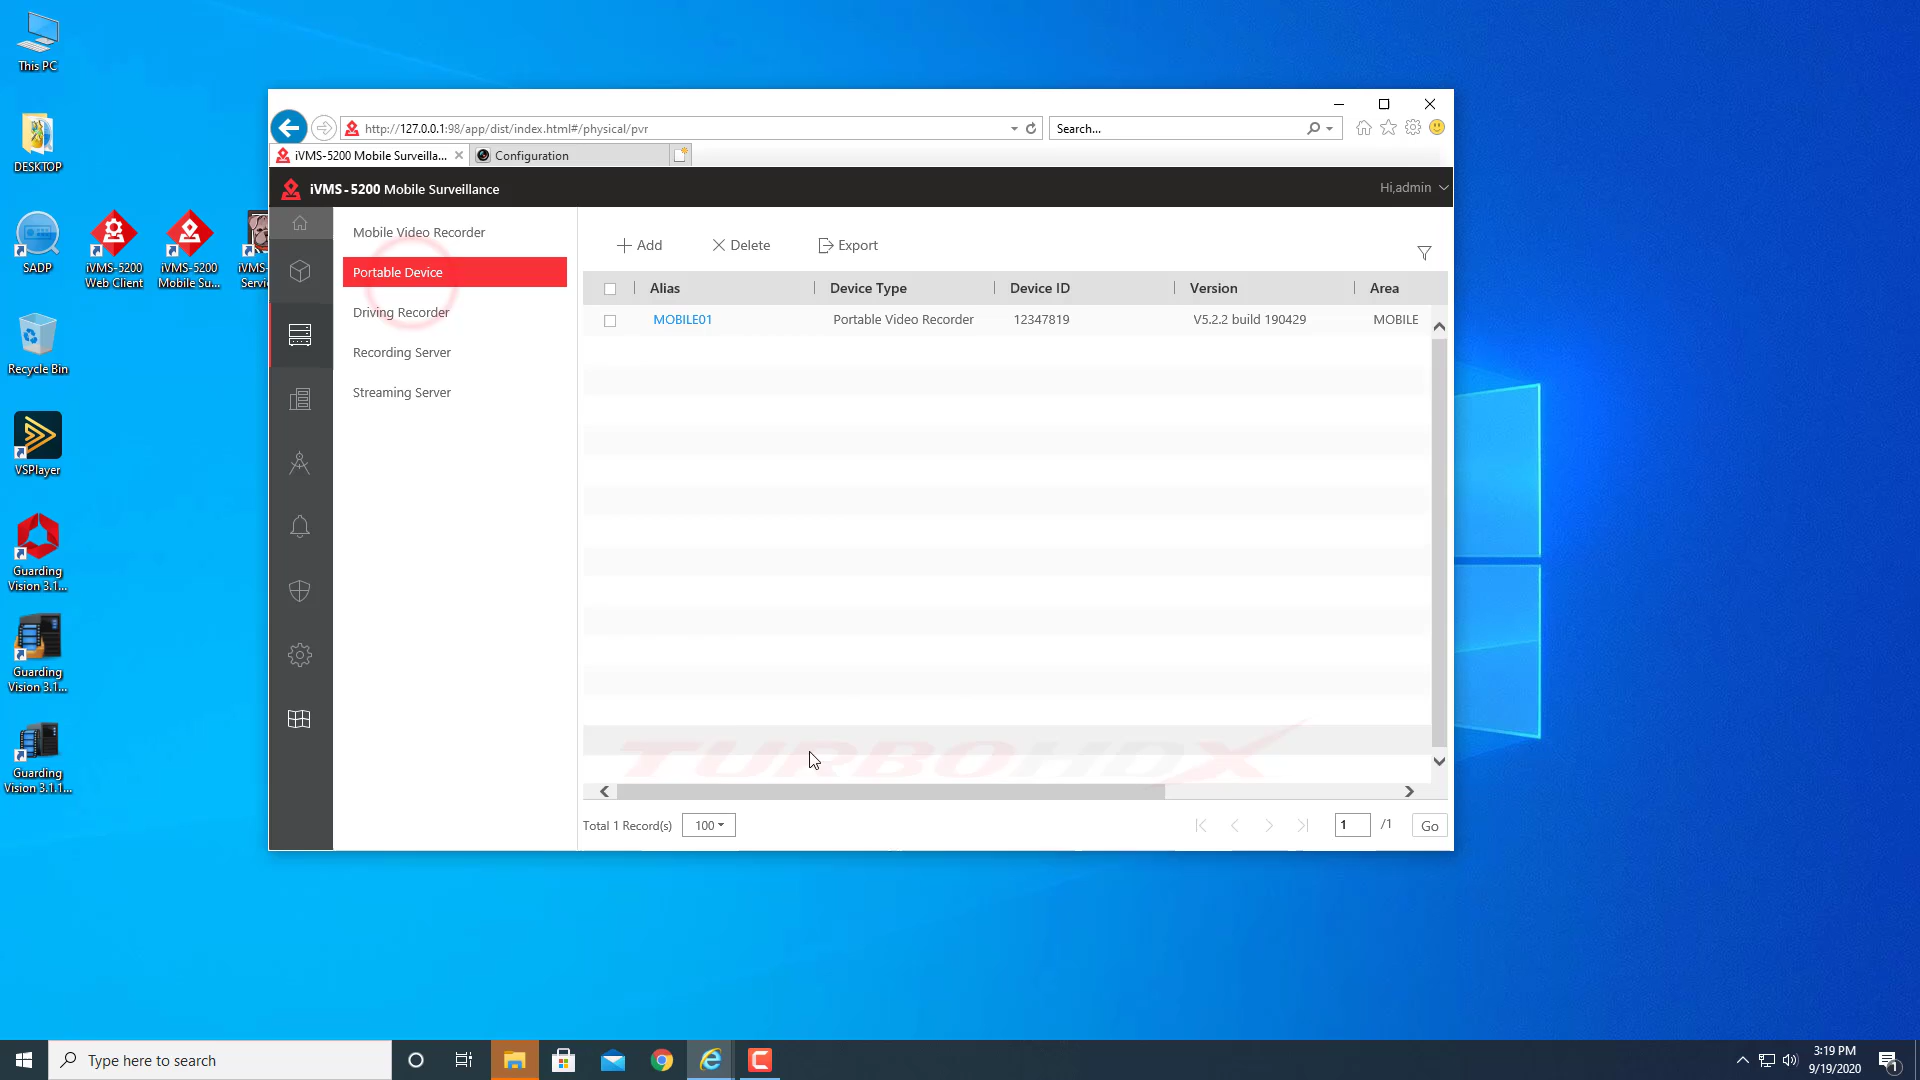 This PC
DESKTOP
SADP
iVMS-5200
Web Client
iVMS-5200
Mobile Su...
iVMS-
Servic
Recycle Bin
VSPlayer
Guarding
Vision 3.1...
Guarding
Vision 3.1...
Guarding
Vision 3.1.1...
http://127.0.0.1:98/app/dist/index.html#/physical/pvr
Search...
iVMS-5200 Mobile Surveilla...
Configuration
iVMS-5200 Mobile Surveillance
Hi,admin
Mobile Video Recorder
Portable Device
Driving Recorder
Recording Server
Streaming Server
Add
Delete
Export
Alias
Device Type
Device ID
Version
Area
MOBILE01
Portable Video Recorder
12347819
V5.2.2 build 190429
MOBILE
TURBOHDX
Total 1 Record(s)
100
1
/1
Go
Type here to search
3:19 PM
9/19/2020
1